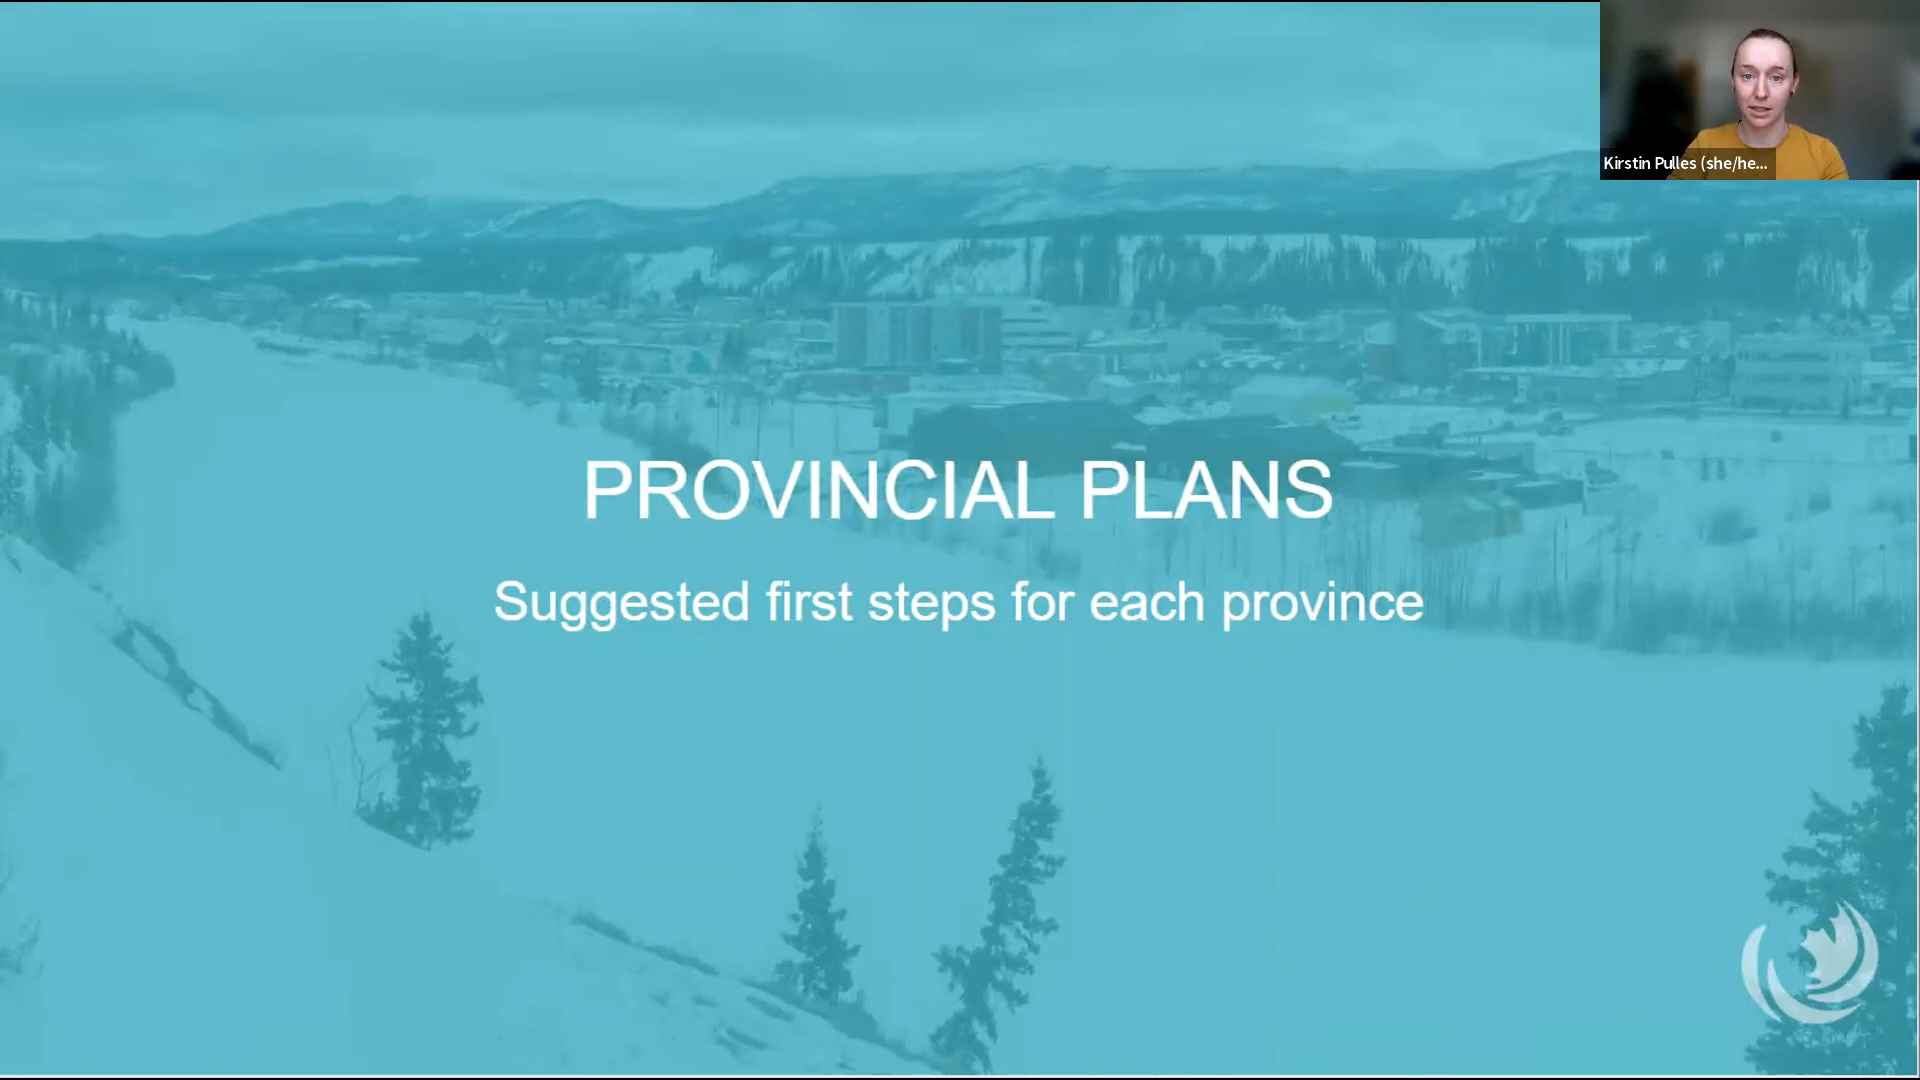 Kirstin Pulles (she/he...
PROVINCIAL PLANS
Suggested first steps for each province